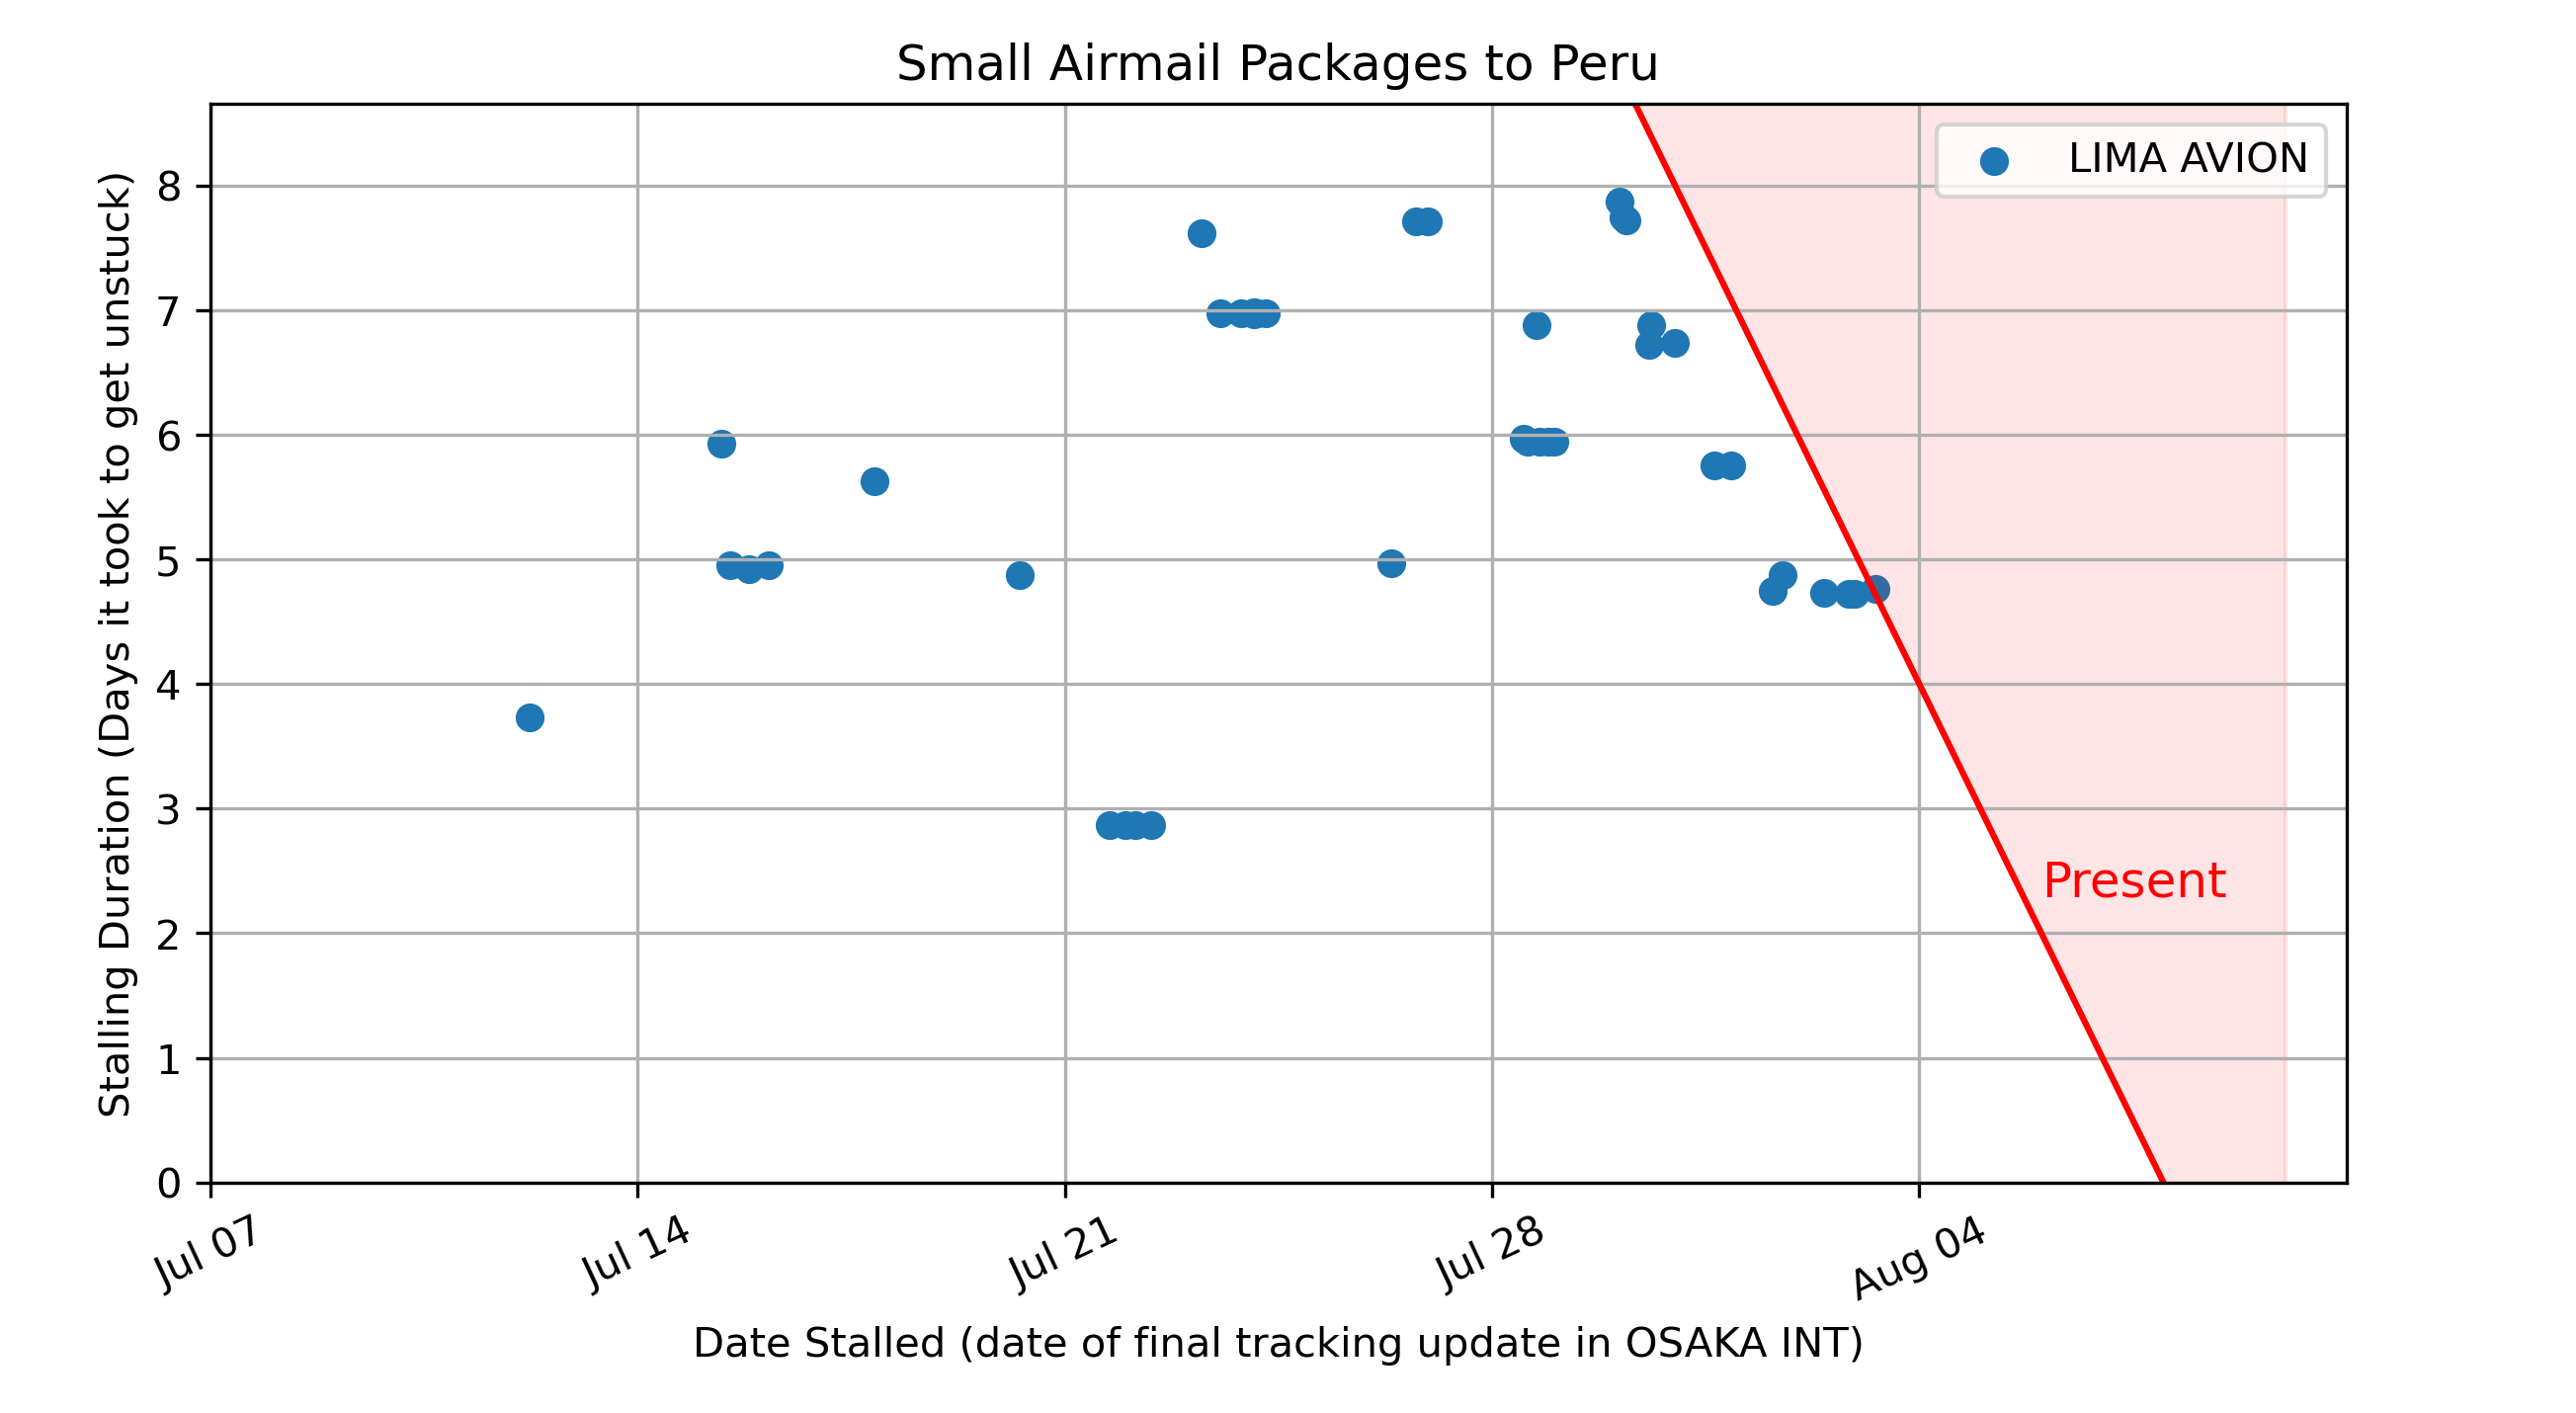 Small Airmail Packages to Peru
LIMA AVION
Stalling Duration (Days it took to get unstuck)
8
7
6
5
4
3
2
1
0
Present
Jul 07
Jul 14
Jul 21
Jul 28
Aug 04
Date Stalled (date of final tracking update in OSAKA INT)